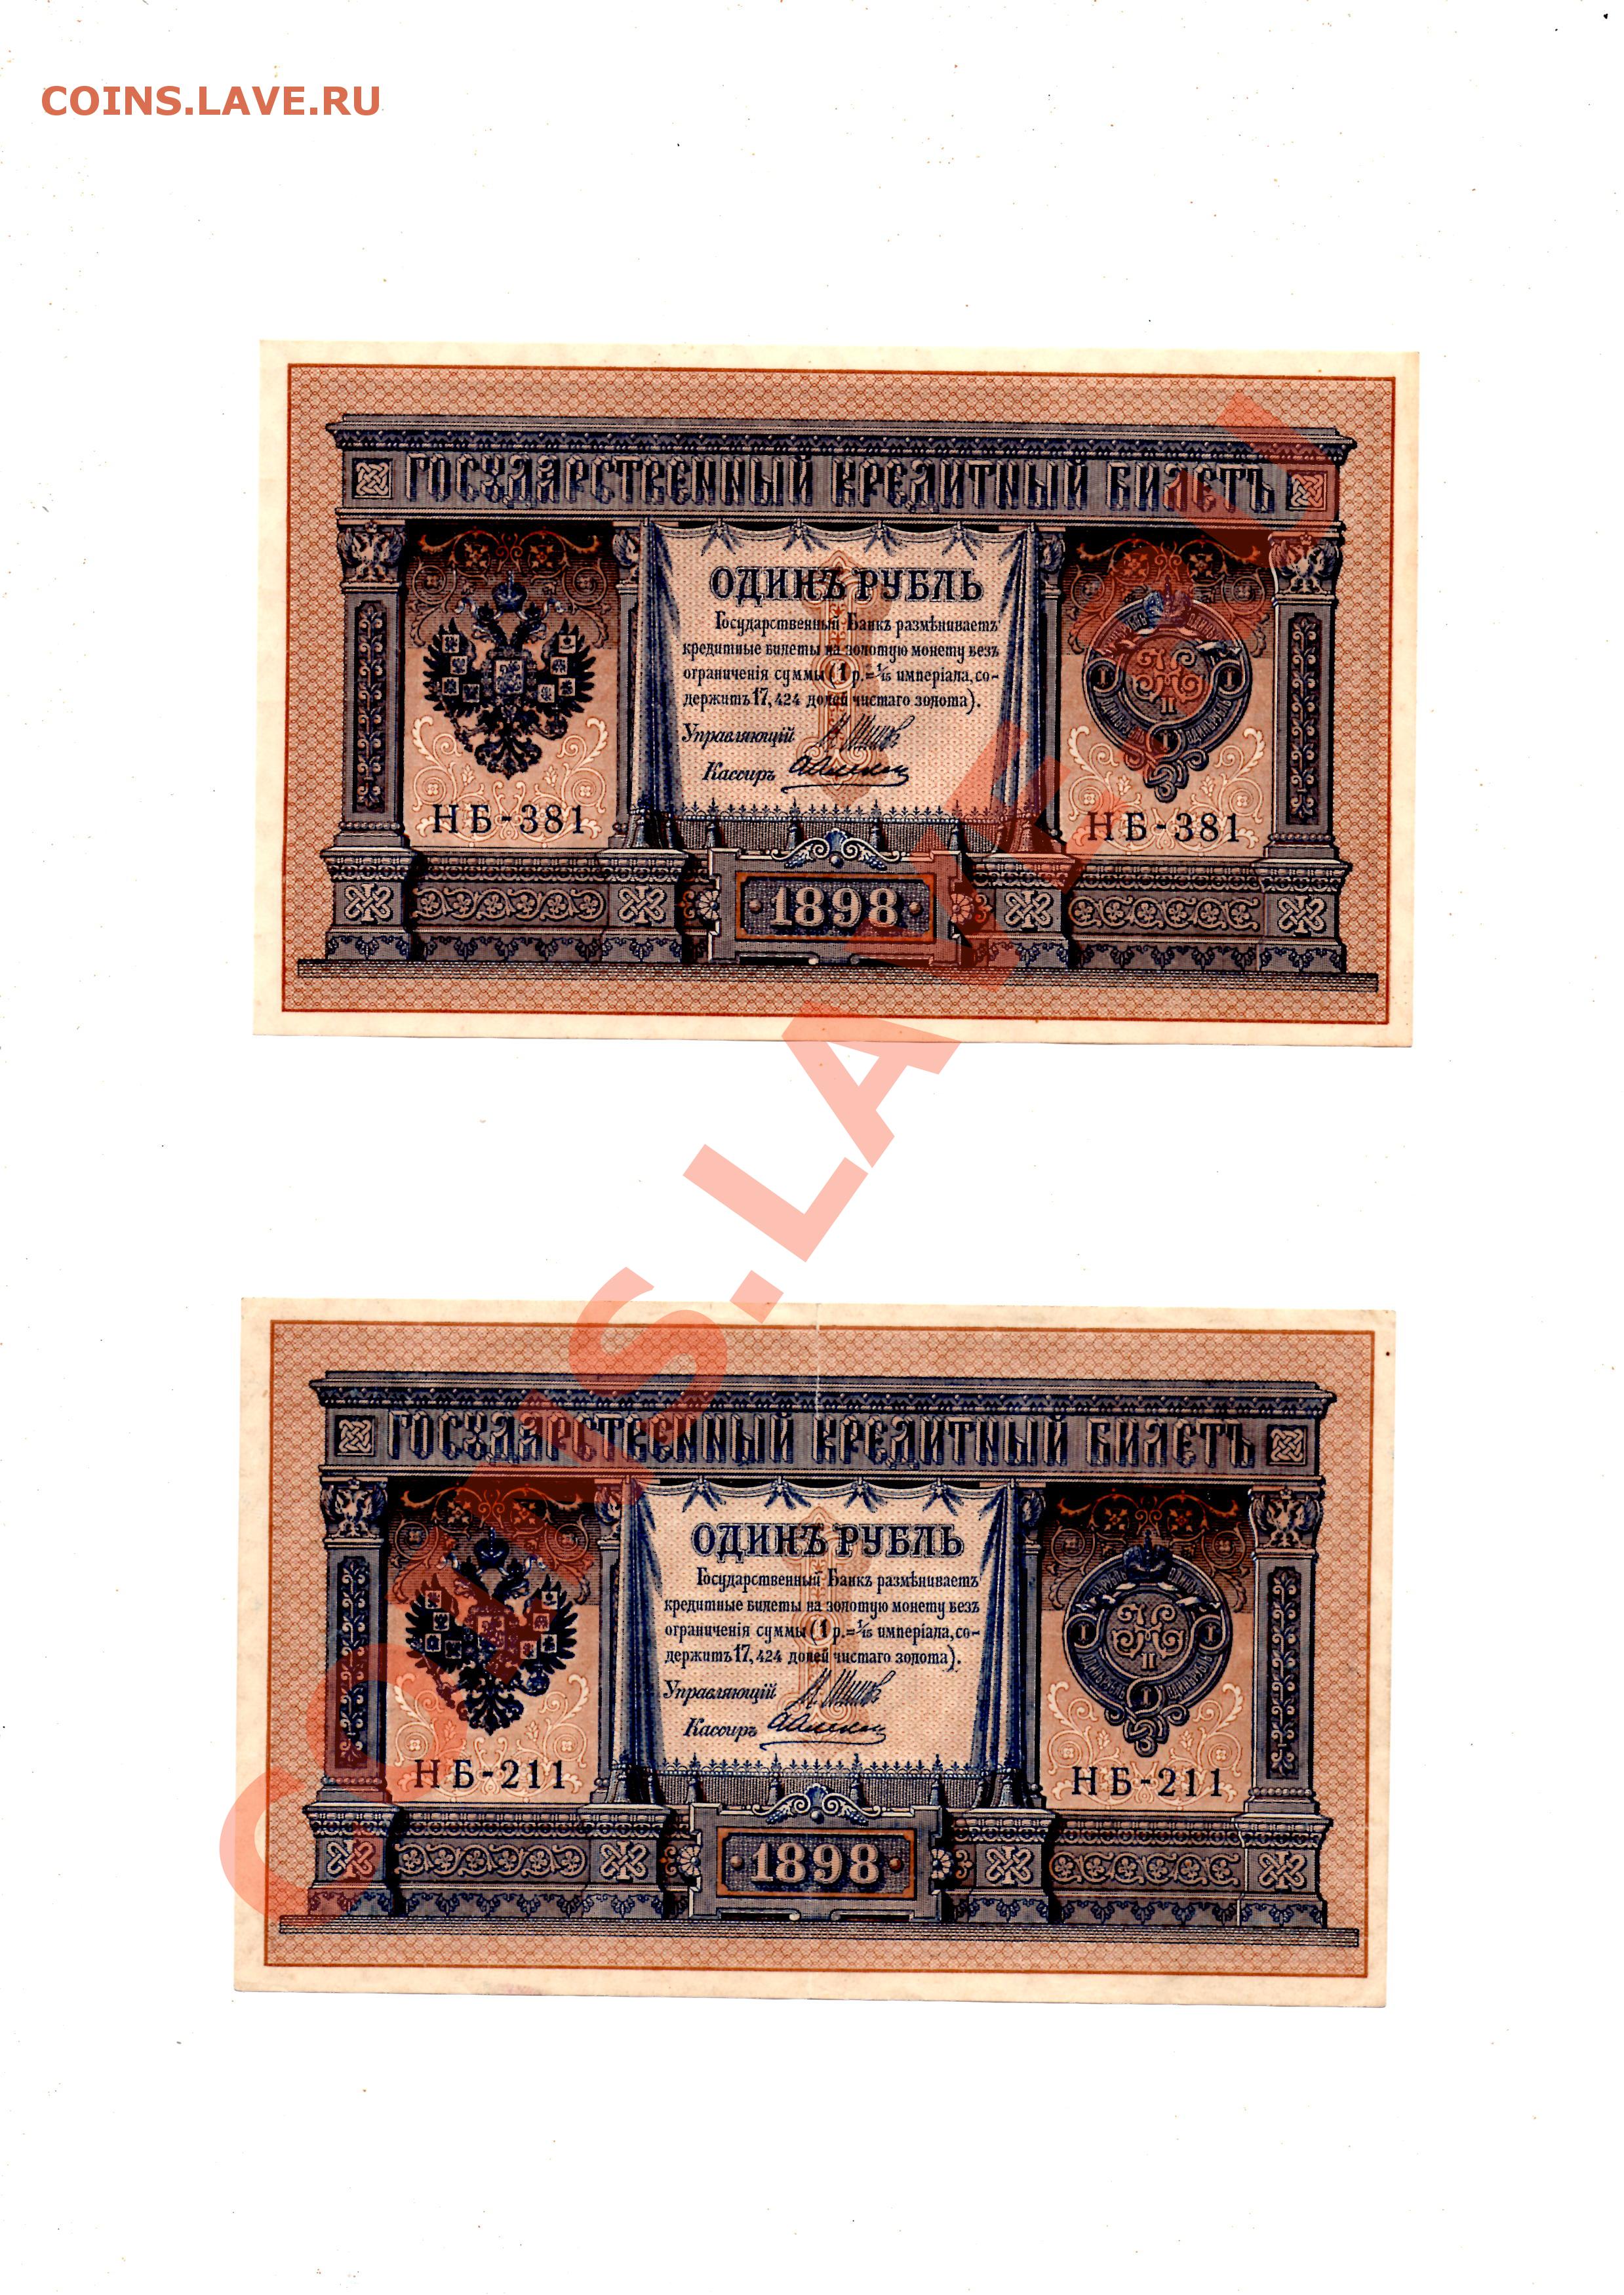 COINS.LAVE.RU
ГОСУДАРСТВЕННЫЙ КРЕДИТНЫЙ БИЛЕТЪ
ОДИНЪ РУБЛЬ
Государственный Банкъ размѣниваетъ
кредитные билеты на золотую монету безъ
ограниченія суммы (1 р.=1/15 имперіала, со-
держитъ 17,424 долей чистаго золота).
Управляющій
Кассиръ
НБ-381
НБ-381
1898
ГОСУДАРСТВЕННЫЙ КРЕДИТНЫЙ БИЛЕТЪ
ОДИНЪ РУБЛЬ
Государственный Банкъ размѣниваетъ
кредитные билеты на золотую монету безъ
ограниченія суммы (1 р.=1/15 имперіала, со-
держитъ 17,424 долей чистаго золота).
Управляющій
Кассиръ
НБ-211
НБ-211
1898
COINS.LAVE.RU